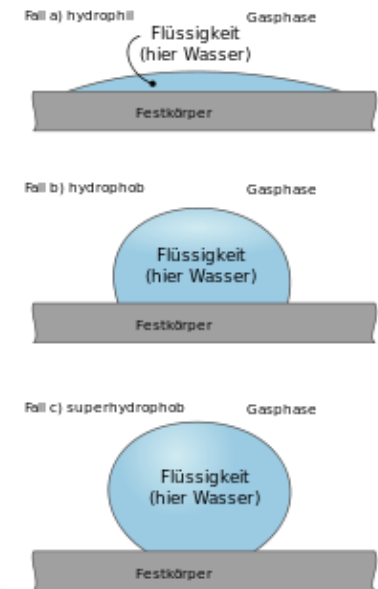 Fall a) hydrophil
Gasphase
Flüssigkeit
(hier Wasser)
Festkörper
Fall b) hydrophob
Gasphase
Flüssigkeit
(hier Wasser)
Festkörper
Fall c) superhydrophob
Gasphase
Flüssigkeit
(hier Wasser)
Festkörper